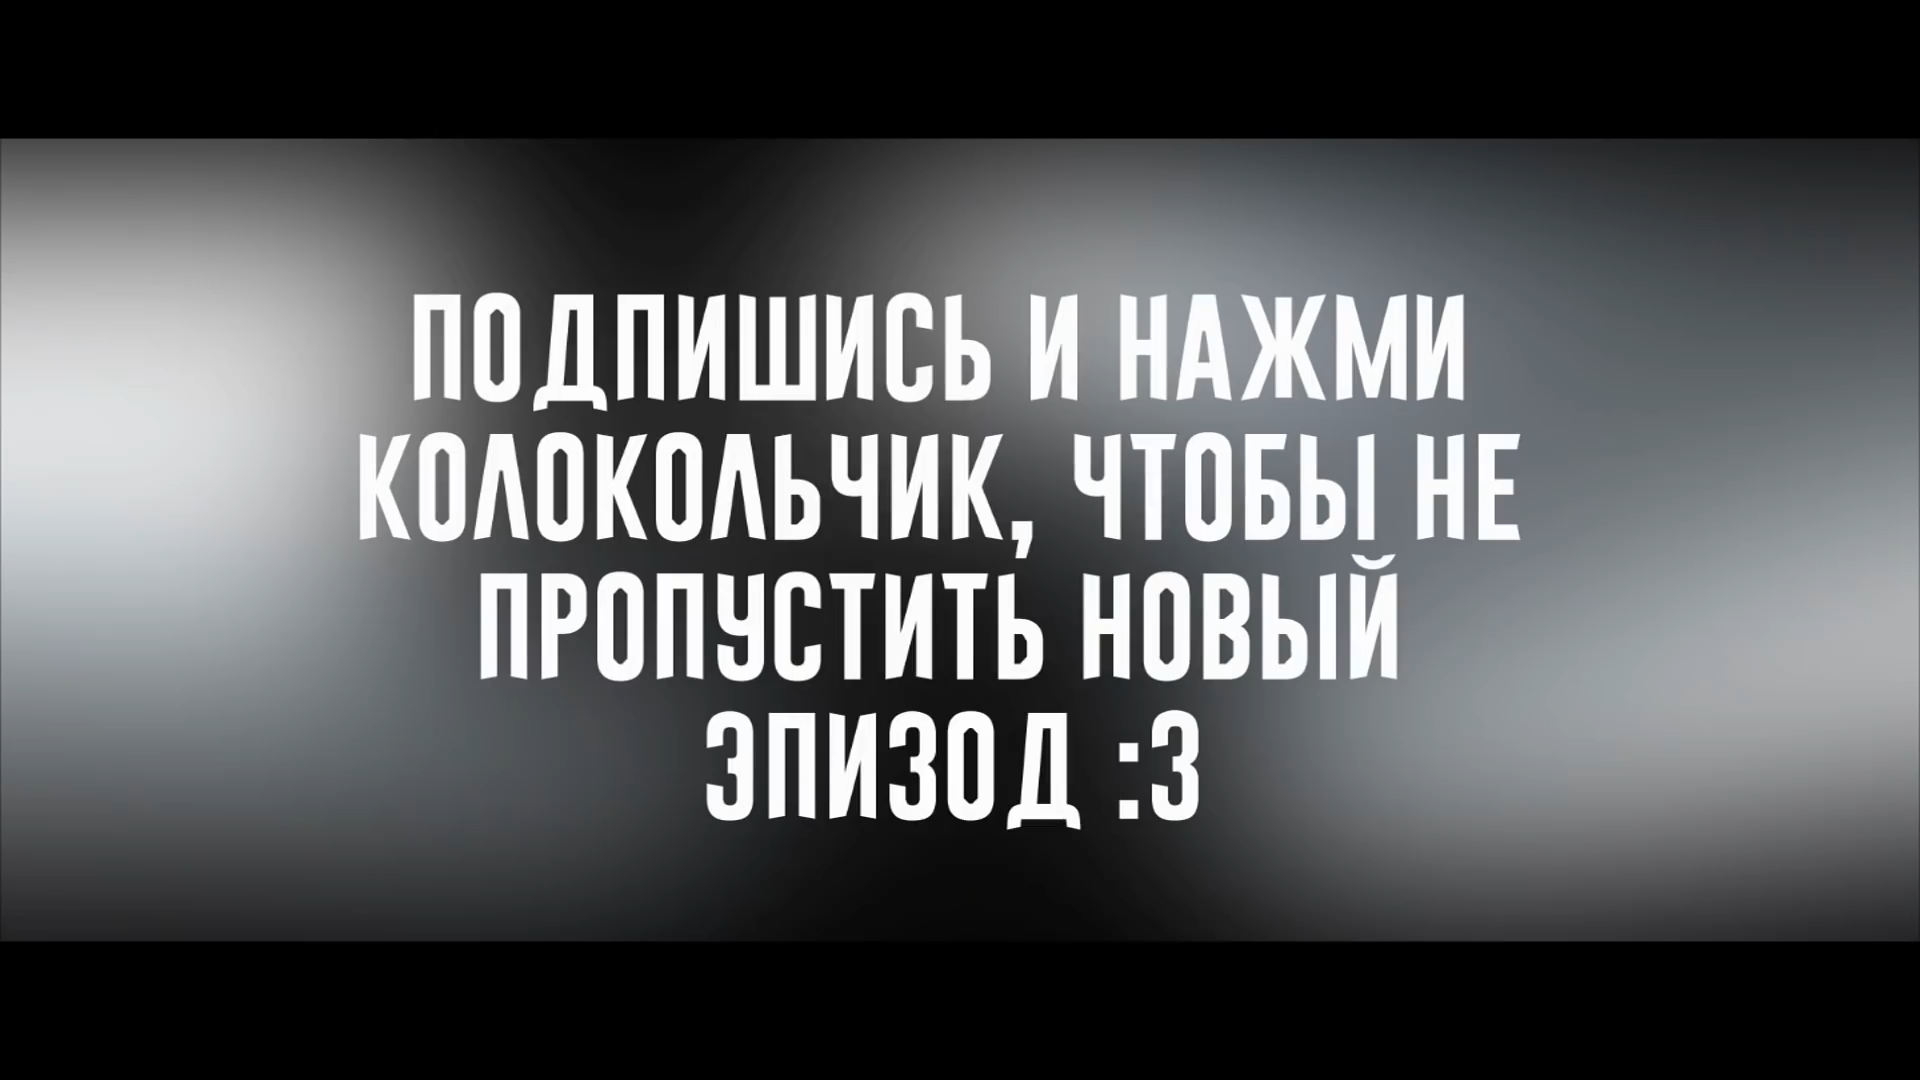 ПОДПИШИСЬ И НАЖМИ
КОЛОКОЛЬЧИК, ЧТОБЫ НЕ
ПРОПУСТИТЬ НОВЫЙ
ЭПИЗОД :3